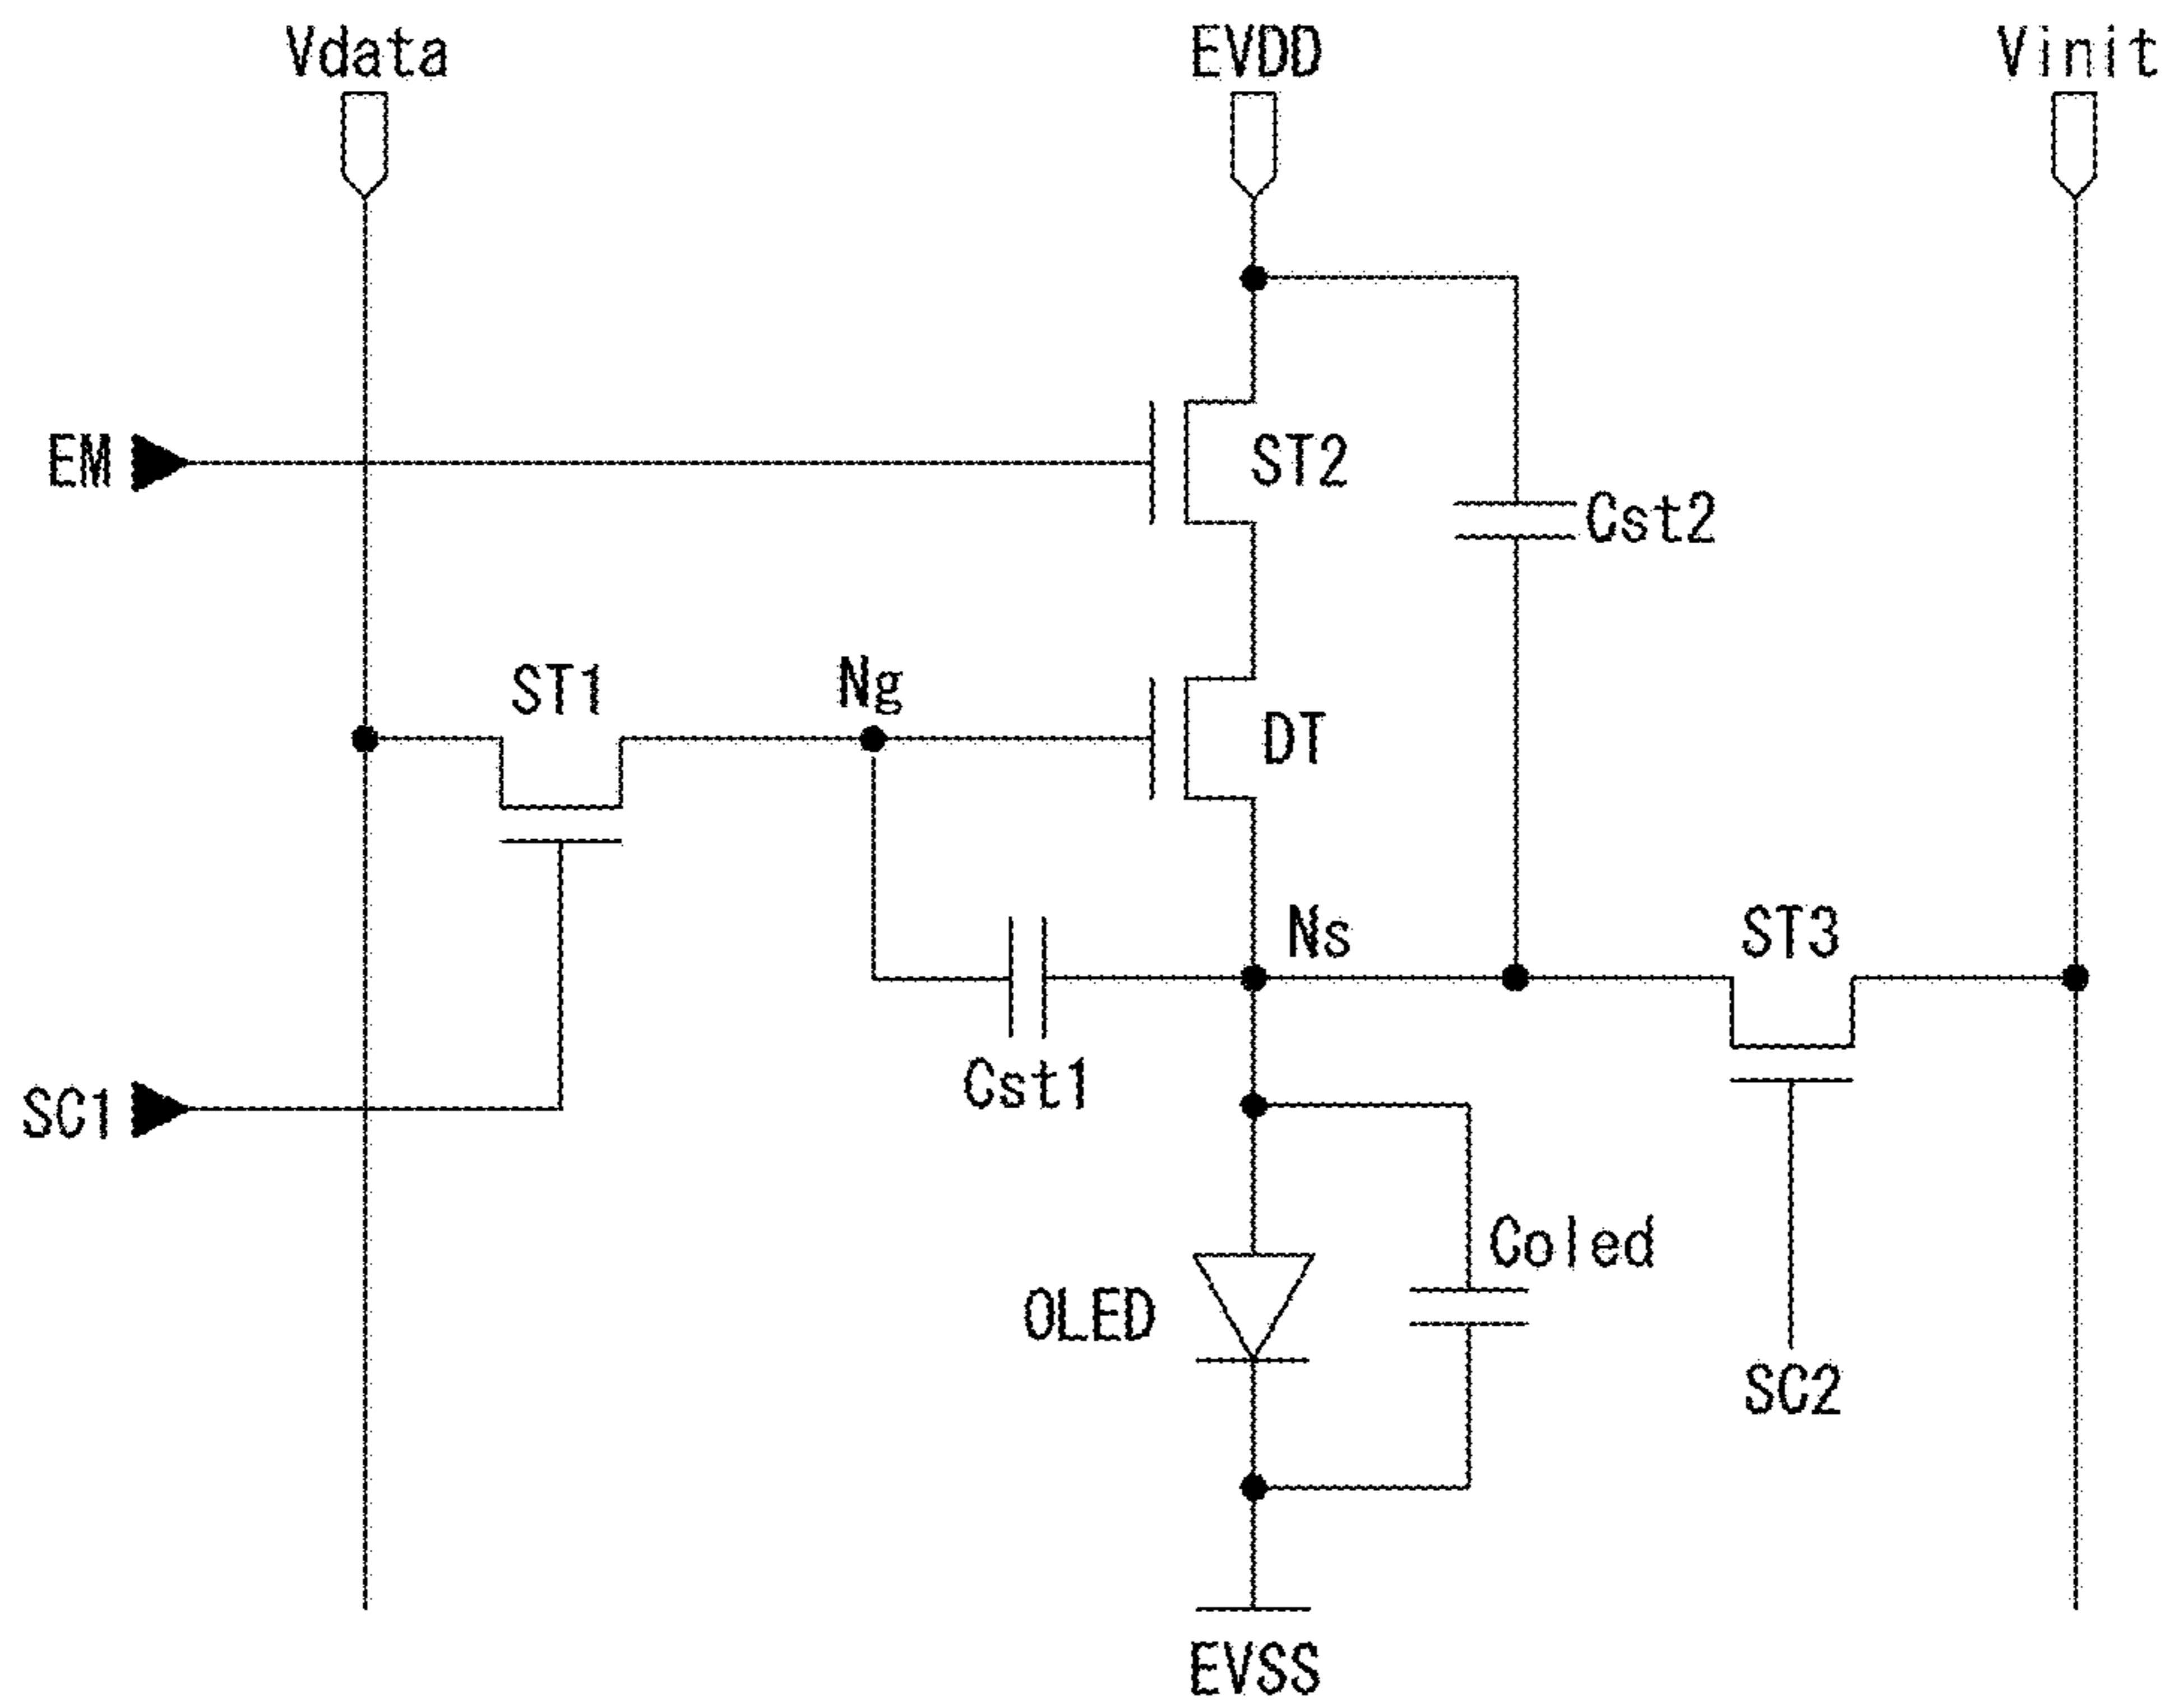 Vdata
EVDD
Vinit
EM
ST2
Cst2
ST1
Ng
DT
Ns
ST3
Cst1
SC1
Coled
OLED
SC2
EVSS